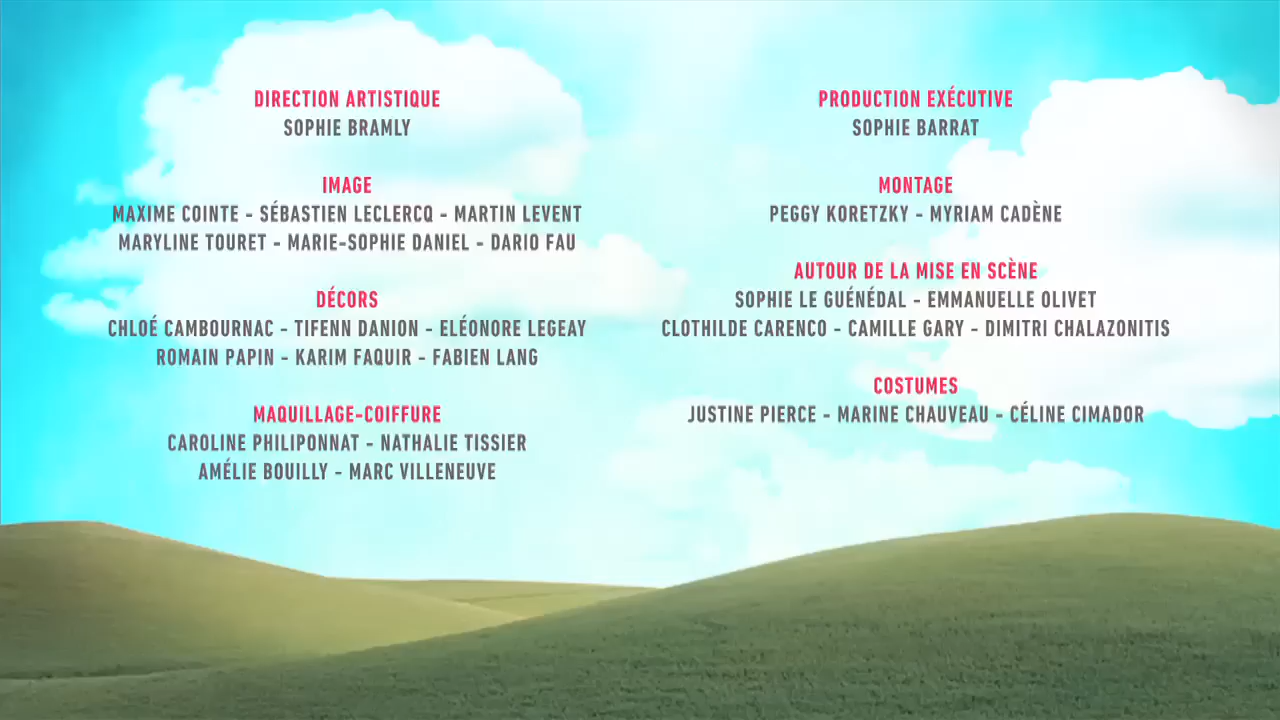 DIRECTION ARTISTIQUE
SOPHIE BRAMLY
IMAGE
MAXIME COINTE - SÉBASTIEN LECLERCQ - MARTIN LEVENT
MARYLINE TOURET - MARIE-SOPHIE DANIEL - DARIO FAU
DÉCORS
CHLOÉ CAMBOURNAC - TIFENN DANION - ELÉONORE LEGEAY
ROMAIN PAPIN - KARIM FAQUIR - FABIEN LANG
MAQUILLAGE-COIFFURE
CAROLINE PHILIPONNAT - NATHALIE TISSIER
AMÉLIE BOUILLY - MARC VILLENEUVE
PRODUCTION EXÉCUTIVE
SOPHIE BARRAT
MONTAGE
PEGGY KORETZKY - MYRIAM CADÈNE
AUTOUR DE LA MISE EN SCÈNE
SOPHIE LE GUÉNÉDAL - EMMANUELLE OLIVET
CLOTHILDE CARENCO - CAMILLE GARY - DIMITRI CHALAZONITIS
COSTUMES
JUSTINE PIERCE - MARINE CHAUVEAU - CÉLINE CIMADOR